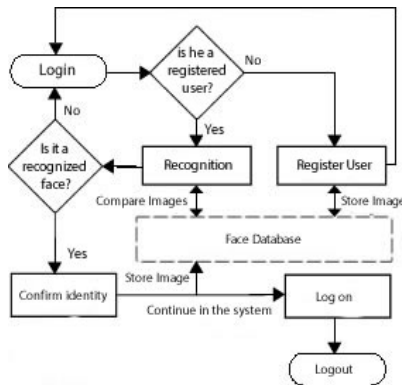 Login
is he a
registered
user?
No
No
Is it a
recognized
face?
Yes
Recognition
Register User
Compare Images
Store Image
Face Database
Yes
Store Image
Confirm identity
Continue in the system
Log on
Logout